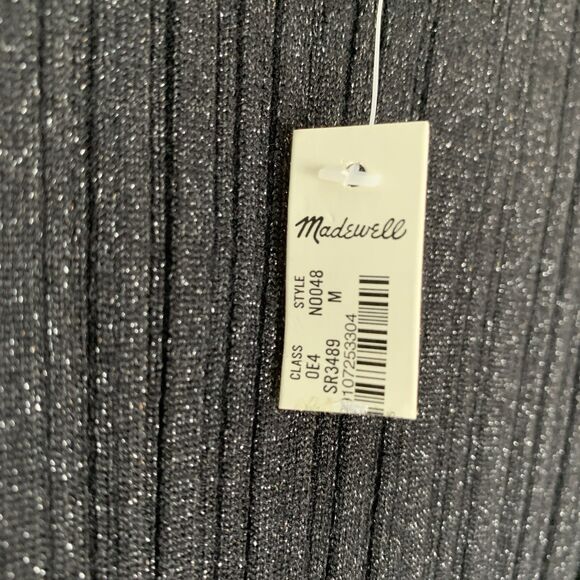 Madewell
STYLE
N0048
M
CLASS
0E4
SR3489
107253304